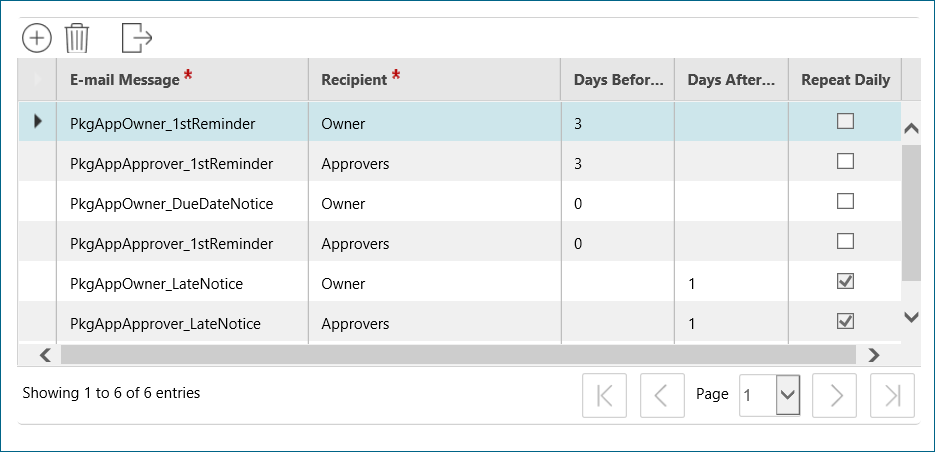 E-mail Message * Recipient * Days Befor... Days After... Repeat Daily
PkgAppOwner_1stReminder Owner 3
PkgAppApprover_1stReminder Approvers 3
PkgAppOwner_DueDateNotice Owner 0
PkgAppApprover_1stReminder Approvers 0
PkgAppOwner_LateNotice Owner 1
PkgAppApprover_LateNotice Approvers 1
Showing 1 to 6 of 6 entries Page 1